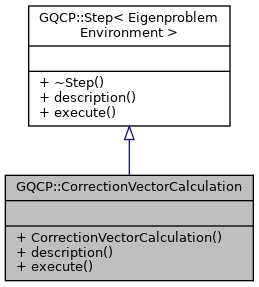 GQCP::Step< Eigenproblem
Environment >
+ ~Step()
+ description()
+ execute()
GQCP::CorrectionVectorCalculation
+ CorrectionVectorCalculation()
+ description()
+ execute()